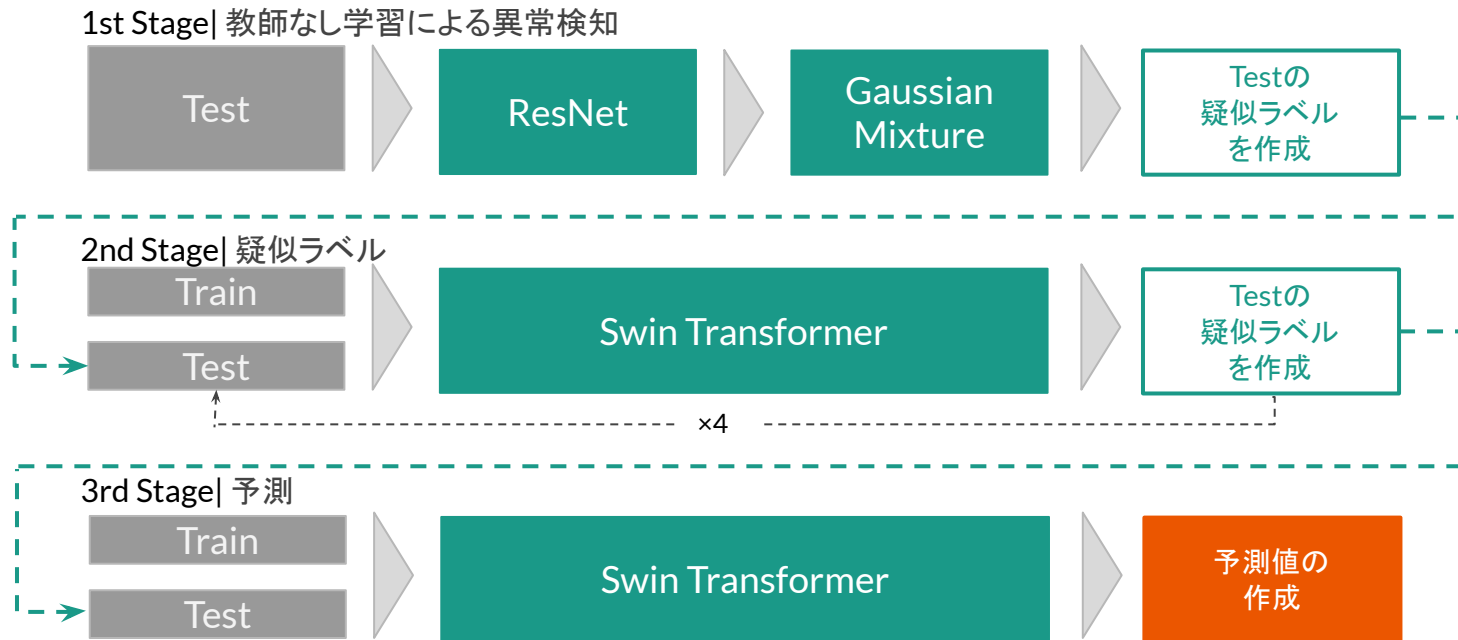 1st Stage| 教師なし学習による異常検知
Test
ResNet
Gaussian
Mixture
Testの
疑似ラベル
を作成
2nd Stage| 疑似ラベル
Train
Test
Swin Transformer
Testの
疑似ラベル
を作成
×4
3rd Stage| 予測
Train
Test
Swin Transformer
予測値の
作成